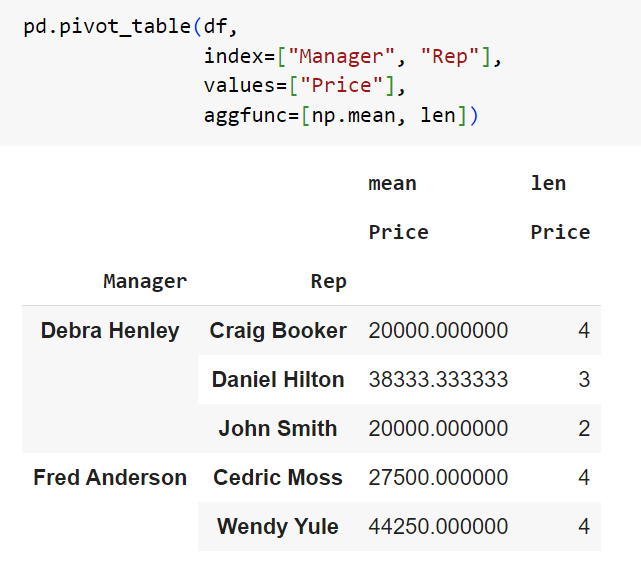 pd.pivot_table(df,
index=["Manager", "Rep"],
values=["Price"],
aggfunc=[np.mean, len])
mean len
Price Price
Manager Rep
Debra Henley Craig Booker 20000.000000 4
Daniel Hilton 38333.333333 3
John Smith 20000.000000 2
Fred Anderson Cedric Moss 27500.000000 4
Wendy Yule 44250.000000 4